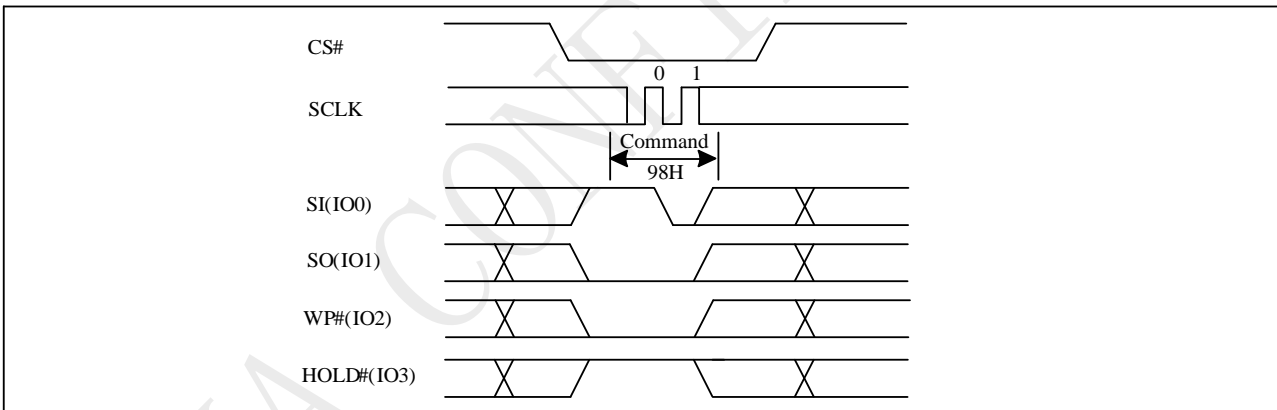 CS#
0 1
SCLK
Command
98H
SI(IO0)
SO(IO1)
WP#(IO2)
HOLD#(IO3)